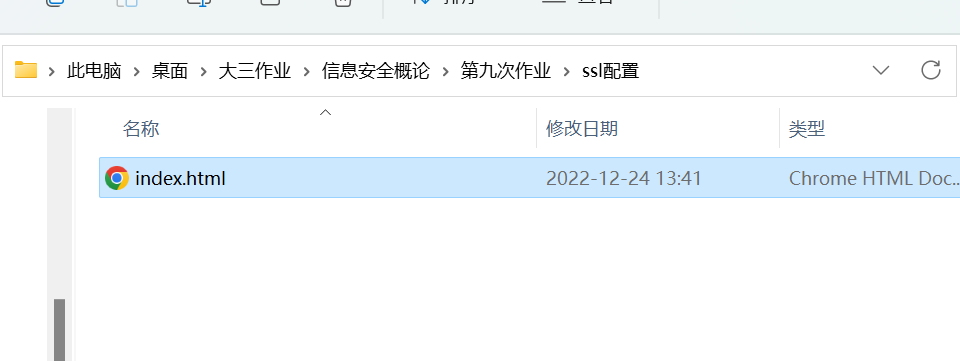 此电脑 › 桌面 › 大三作业 › 信息安全概论 › 第九次作业 › ssl配置
名称 修改日期 类型
index.html 2022-12-24 13:41 Chrome HTML Doc...